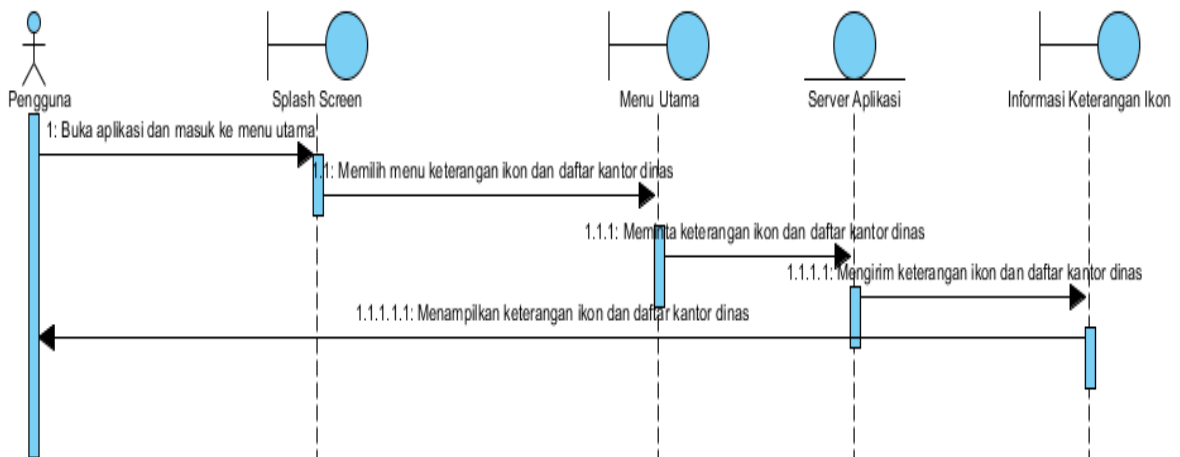 Pengguna
Splash Screen
Menu Utama
Server Aplikasi
Informasi Keterangan Ikon
1: Buka aplikasi dan masuk ke menu utama
1.1: Memilih menu keterangan ikon dan daftar kantor dinas
1.1.1: Meminta keterangan ikon dan daftar kantor dinas
1.1.1.1: Mengirim keterangan ikon dan daftar kantor dinas
1.1.1.1.1: Menampilkan keterangan ikon dan daftar kantor dinas